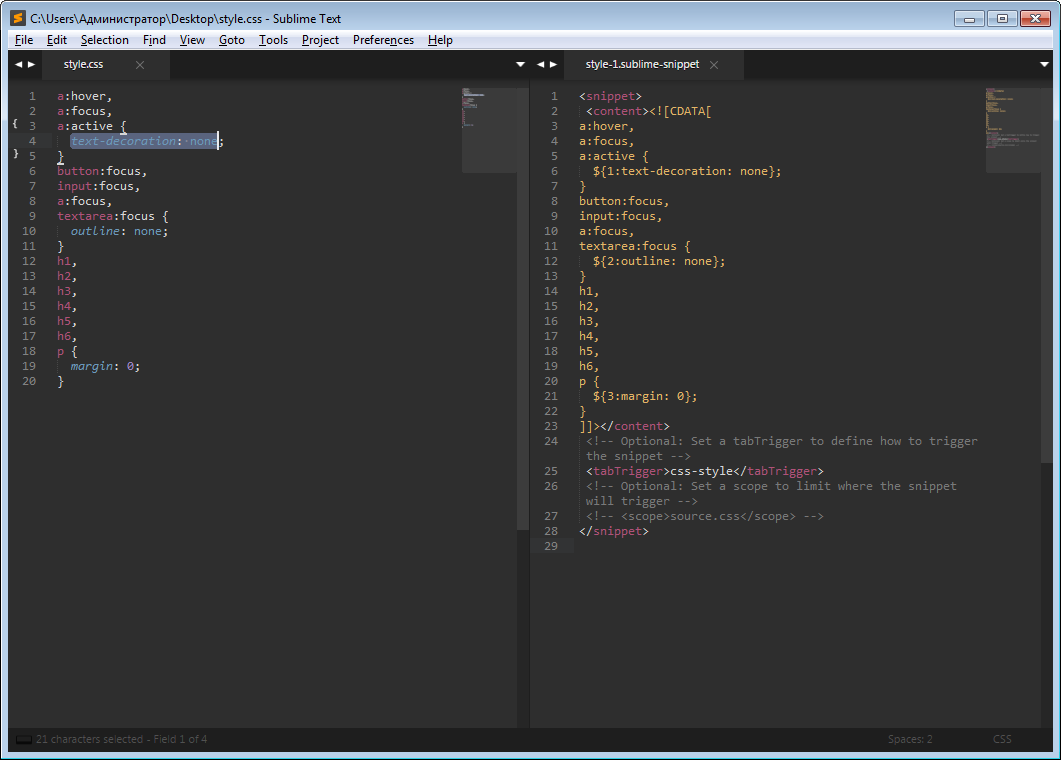 C:\Users\Администратор\Desktop\style.css - Sublime Text
File Edit Selection Find View Goto Tools Project Preferences Help
style.css
1 a:hover,
2 a:focus,
3 a:active {
4 text-decoration: none;
5 }
6 button:focus,
7 input:focus,
8 a:focus,
9 textarea:focus {
10 outline: none;
11 }
12 h1,
13 h2,
14 h3,
15 h4,
16 h5,
17 h6,
18 p {
19 margin: 0;
20 }
style-1.sublime-snippet
1 <snippet>
2 <content><![CDATA[
3 a:hover,
4 a:focus,
5 a:active {
6 ${1:text-decoration: none};
7 }
8 button:focus,
9 input:focus,
10 a:focus,
11 textarea:focus {
12 ${2:outline: none};
13 }
14 h1,
15 h2,
16 h3,
17 h4,
18 h5,
19 h6,
20 p {
21 ${3:margin: 0};
22 }
23 ]]></content>
24 <!-- Optional: Set a tabTrigger to define how to trigger
the snippet -->
25 <tabTrigger>css-style</tabTrigger>
26 <!-- Optional: Set a scope to limit where the snippet
will trigger -->
27 <!-- <scope>source.css</scope> -->
28 </snippet>
29
21 characters selected - Field 1 of 4
Spaces: 2
CSS